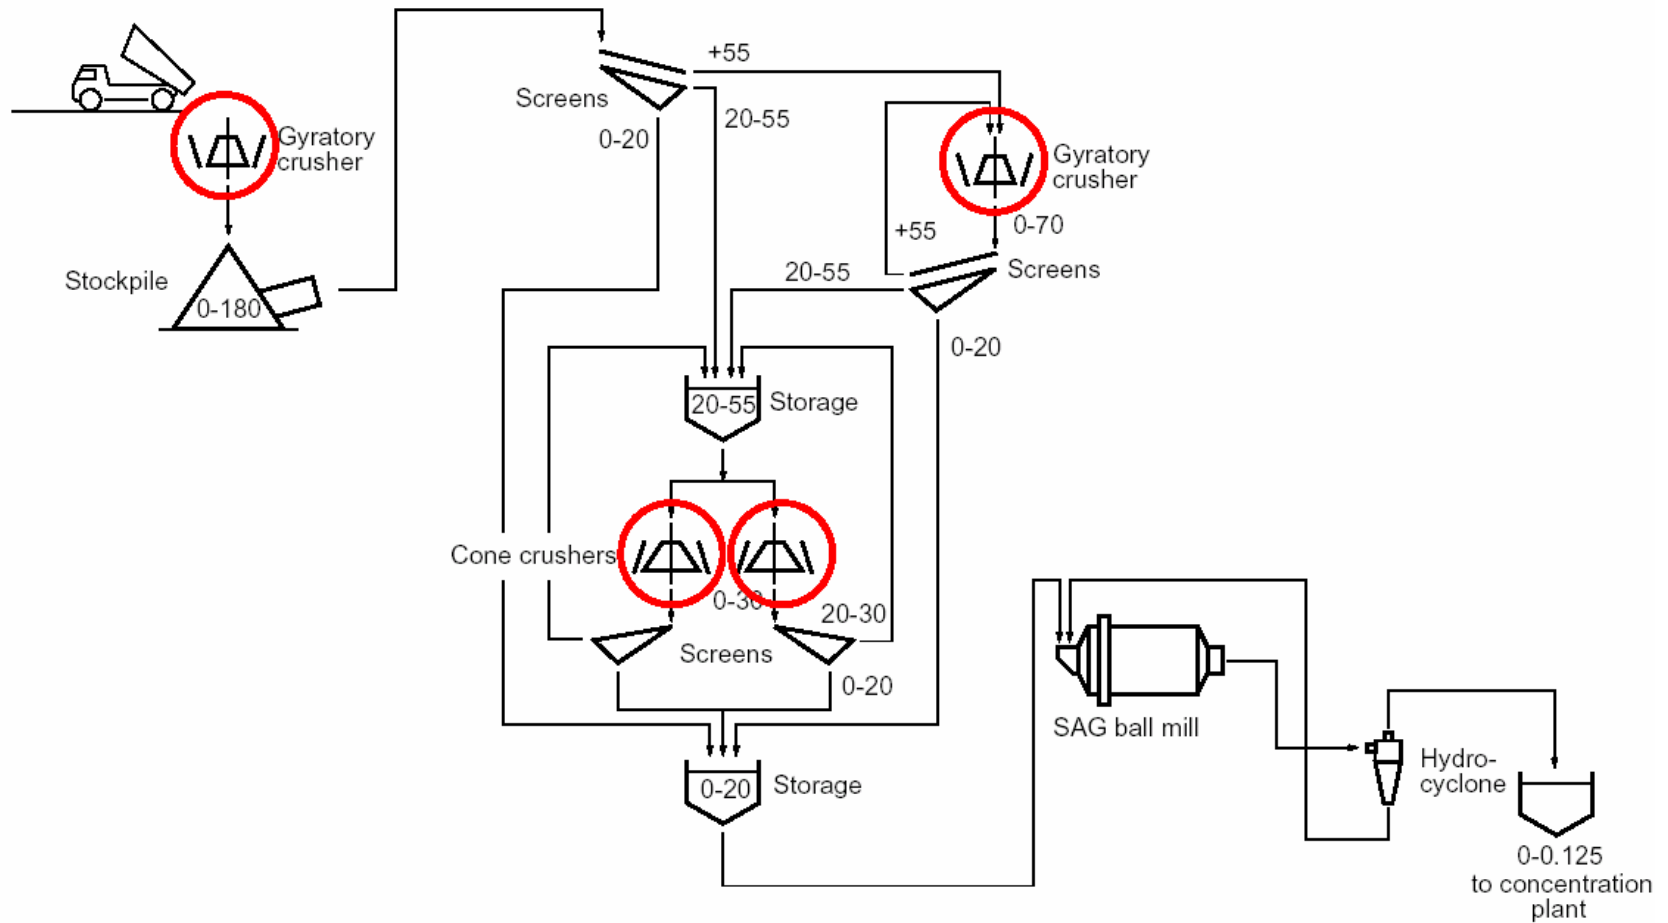 +55
Screens
20-55
0-20
Gyratory
crusher
Gyratory
crusher
0-70
+55
Screens
20-55
Stockpile
0-180
0-20
20-55
Storage
Cone crushers
0-30
20-30
Screens
0-20
SAG ball mill
Hydro-
cyclone
0-20
Storage
0-0.125
to concentration
plant